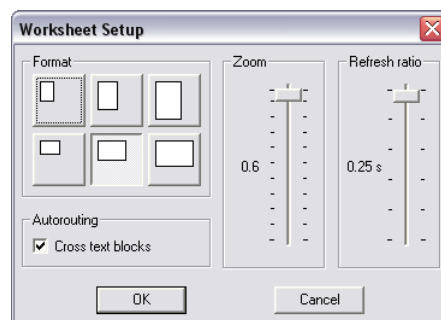 Worksheet Setup
Format
Zoom
Refresh ratio
0.6
0.25 s
Autorouting
Cross text blocks
OK
Cancel